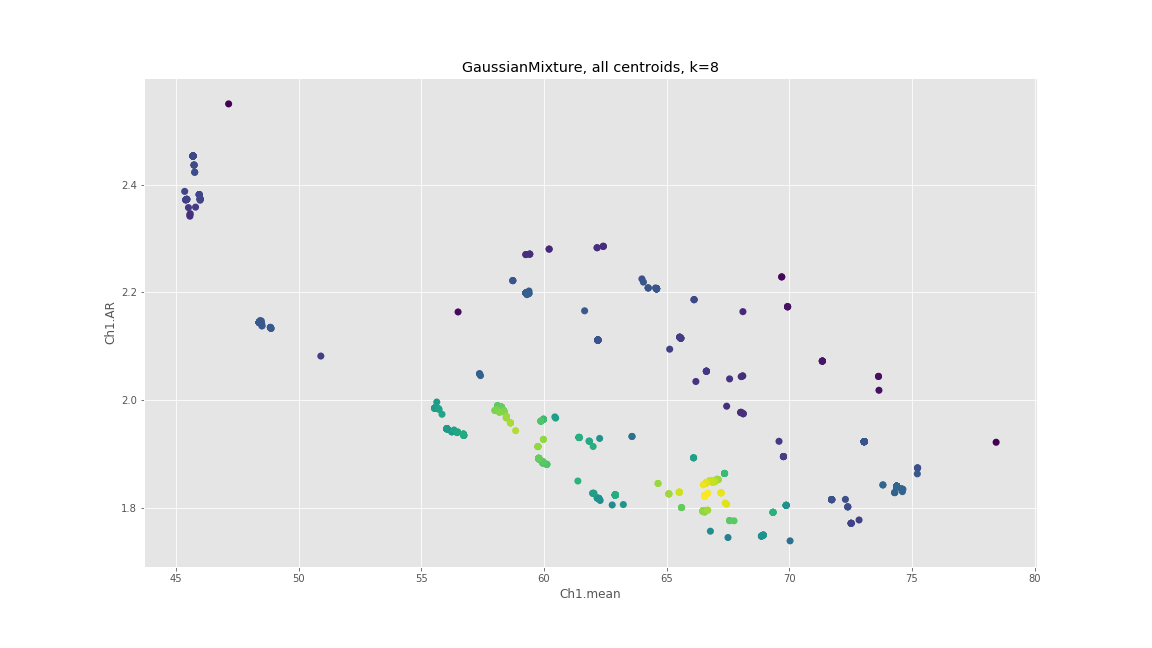 GaussianMixture, all centroids, k=8
Ch1.AR
2.4
2.2
2.0
1.8
45 50 55 60 65 70 75 80
Ch1.mean